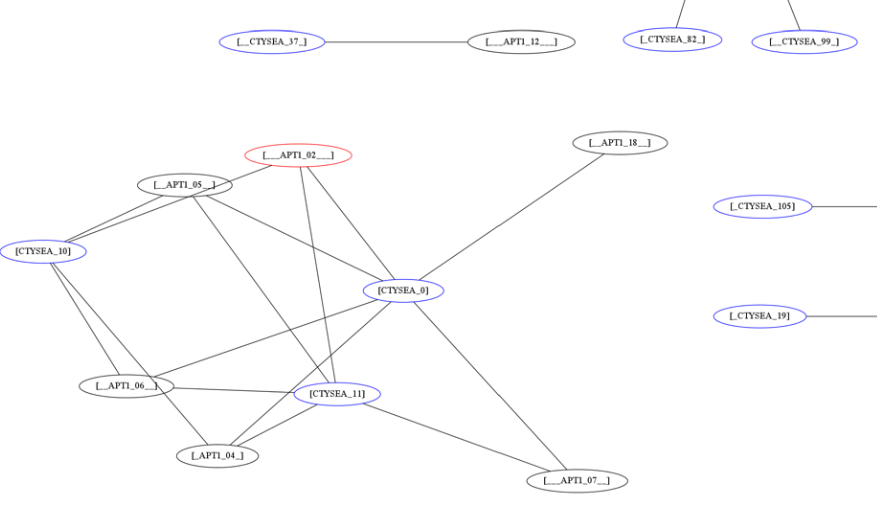 [__CTYSEA_37_]
[___APT1_12___]
[_CTYSEA_82_]
[__CTYSEA_99_]
[___APT1_02___]
[__APT1_18__]
[__APT1_05__]
[_CTYSEA_105]
[CTYSEA_10]
[CTYSEA_0]
[_CTYSEA_19]
[__APT1_06__]
[CTYSEA_11]
[_APT1_04_]
[___APT1_07__]